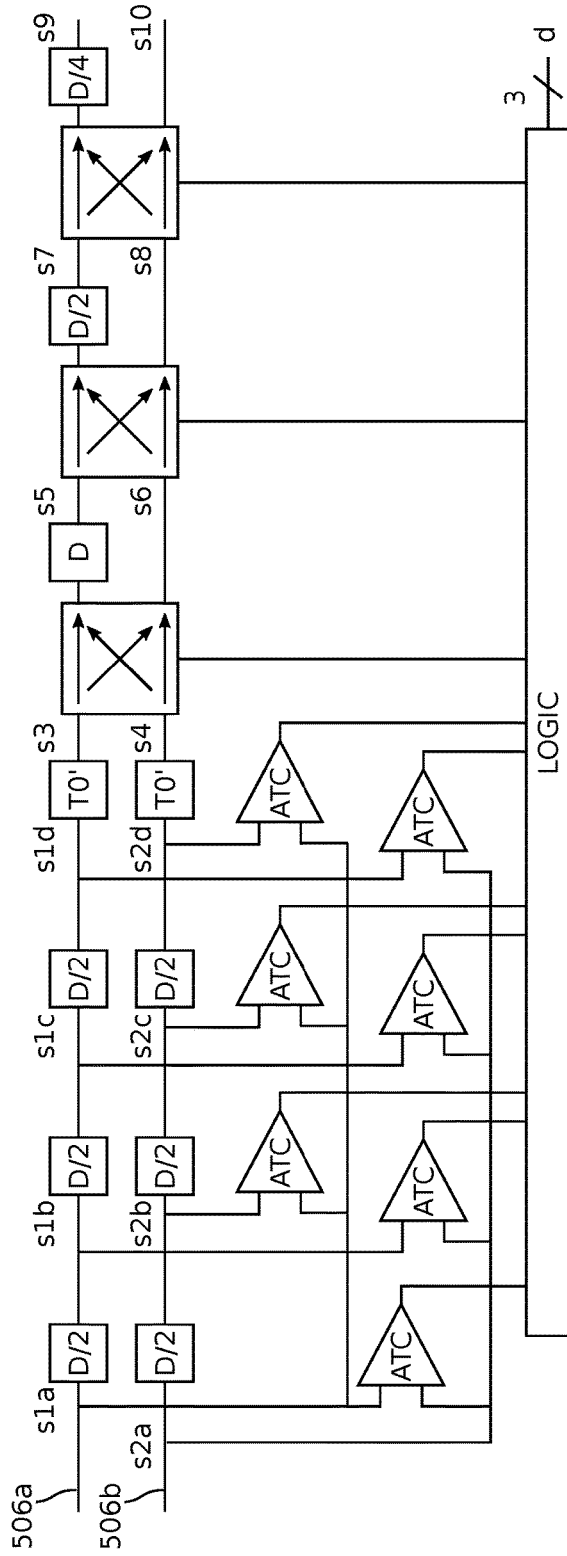 506a
s1a
D/2
s1b
D/2
s1c
D/2
s1d
T0'
s3
D
s5
D/2
s7
D/4
s9
506b
s2a
D/2
s2b
D/2
s2c
D/2
s2d
T0'
s4
s6
s8
s10
ATC
ATC
ATC
ATC
ATC
ATC
ATC
LOGIC
3
d